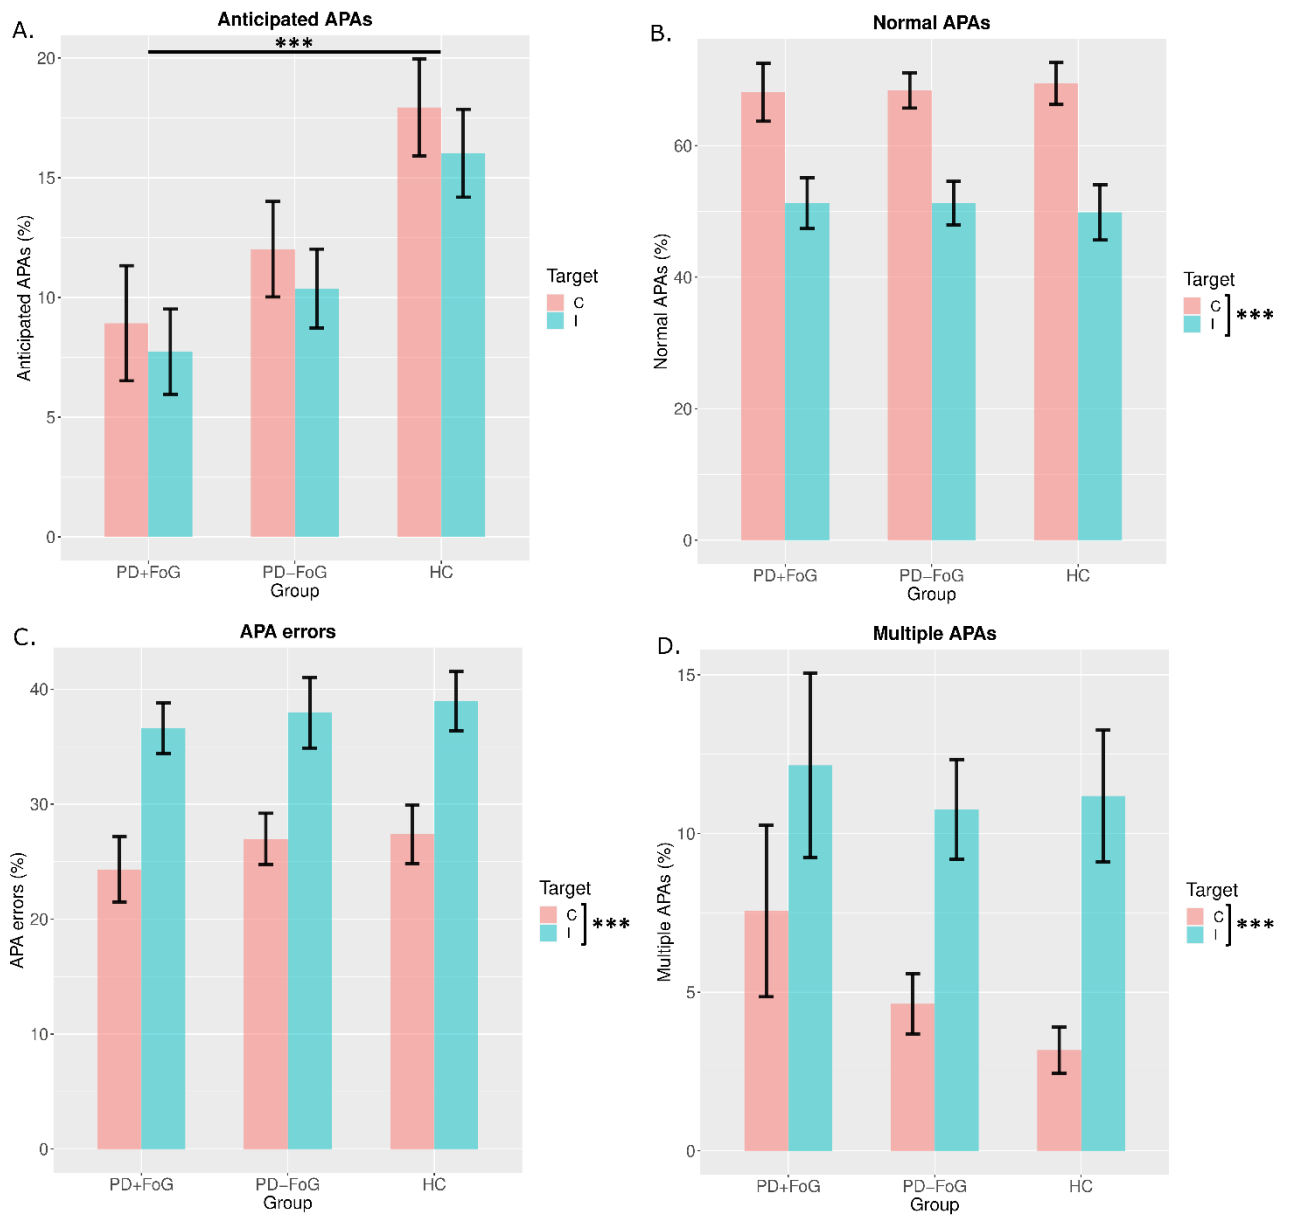 A.
Anticipated APAs
***
20
15
10
5
0
Anticipated APAs (%)
PD+FoG PD−FoG HC
Group
Target
C
I
B.
Normal APAs
60
40
20
0
Normal APAs (%)
PD+FoG PD−FoG HC
Group
Target
C
I
***
C.
APA errors
40
30
20
10
0
APA errors (%)
PD+FoG PD−FoG HC
Group
Target
C
I
***
D.
Multiple APAs
15
10
5
0
Multiple APAs (%)
PD+FoG PD−FoG HC
Group
Target
C
I
***